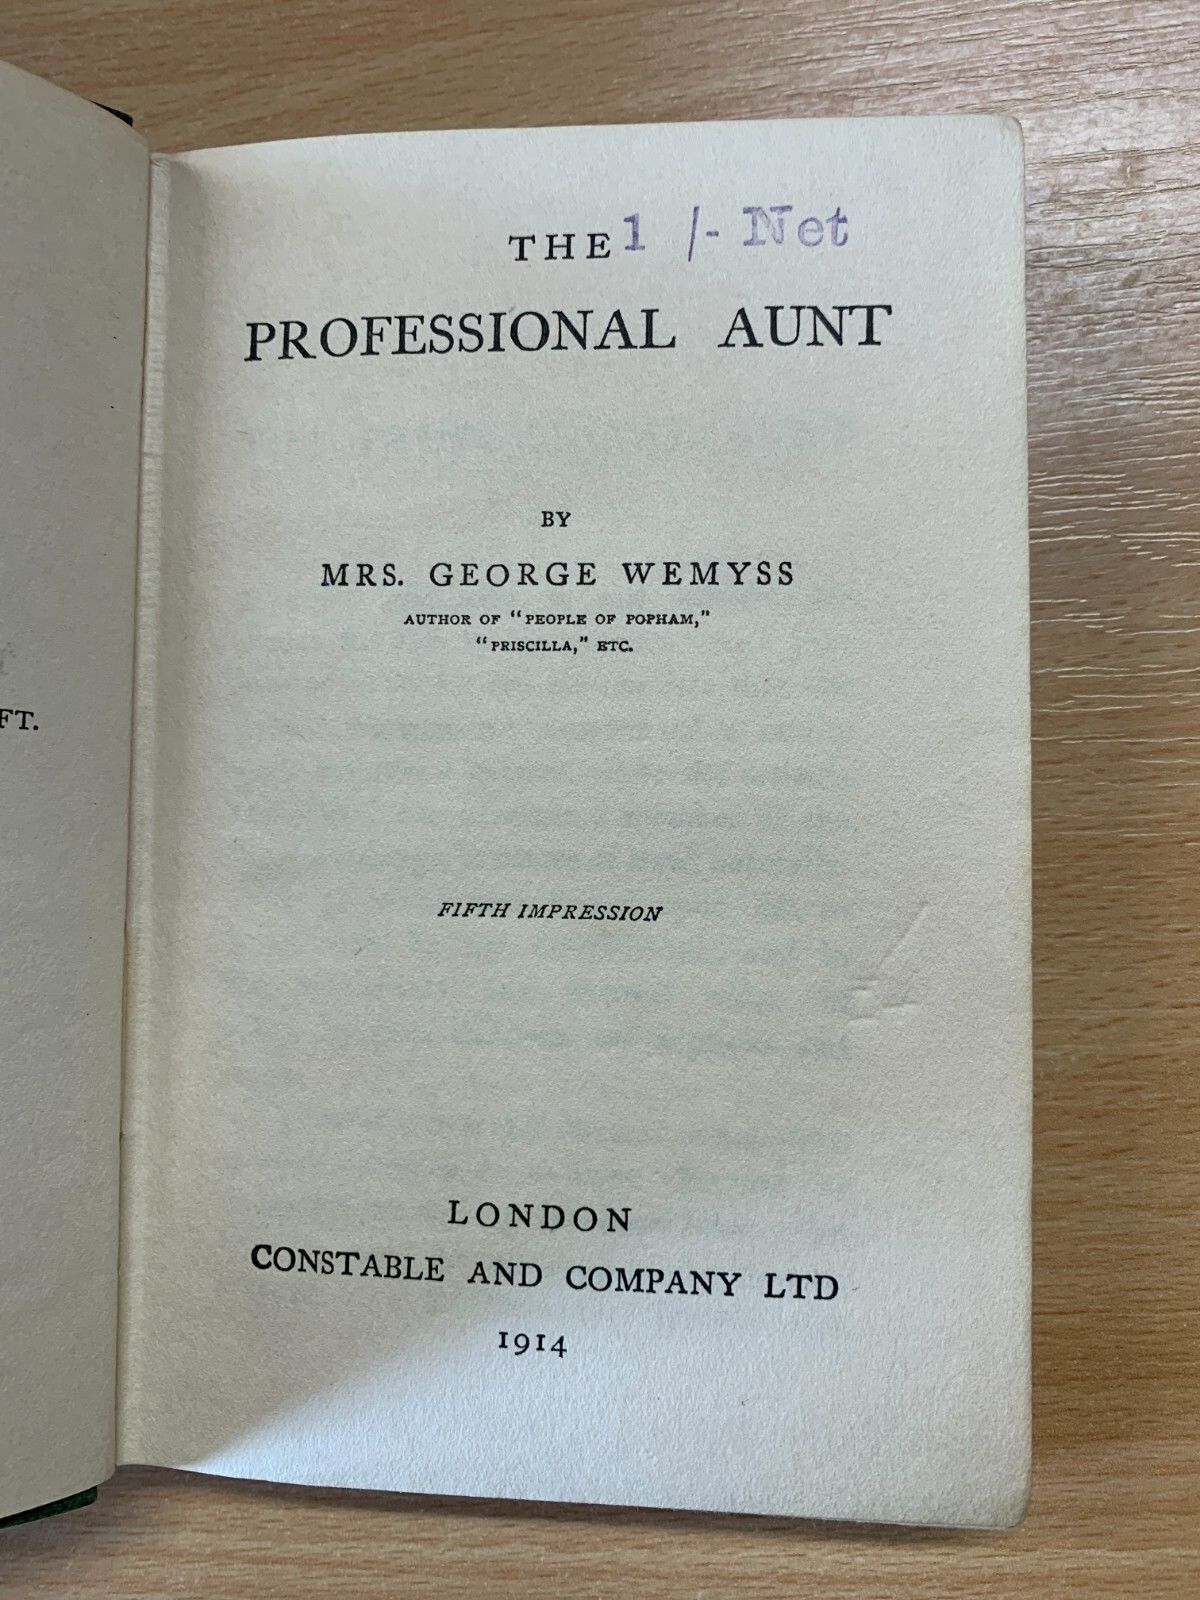 FT.
THE 1 /- Net
PROFESSIONAL AUNT
BY
MRS. GEORGE WEMYSS
AUTHOR OF "PEOPLE OF POPHAM,"
"PRISCILLA," ETC.
FIFTH IMPRESSION
LONDON
CONSTABLE AND COMPANY LTD
1914